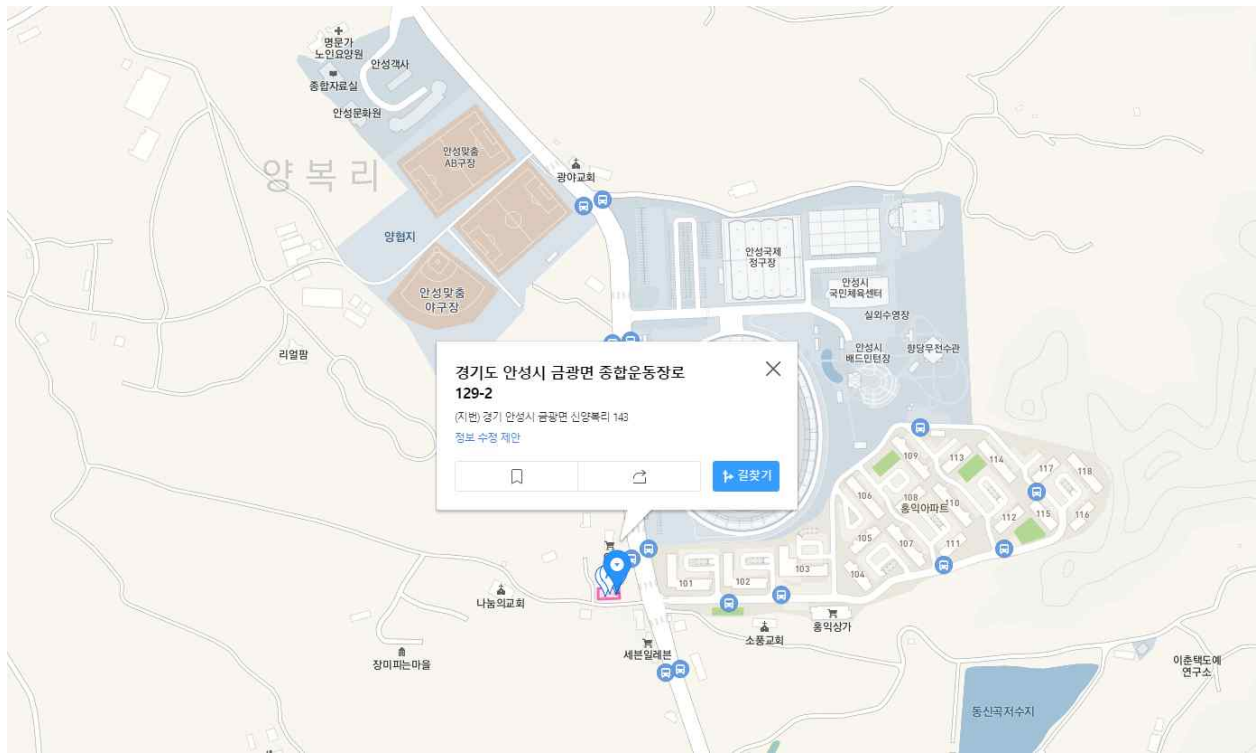 명문가
노인요양원
안성객사
종합자료실
안성문화원
안성맞춤
AB구장
양복리
광야교회
양협지
안성국제
정구장
안성시
국민체육센터
안성맞춤
야구장
실외수영장
리얼팜
안성시
배드민턴장
향당무전수관
경기도 안성시 금광면 종합운동장로
129-2
(지번) 경기 안성시 금광면 신양복리 143
정보 수정 제안
길찾기
109
113
114
117
118
106
108
110
홍익아파트
112
115
116
105
107
111
104
103
101
102
나눔의교회
홍익상가
소풍교회
세븐일레븐
장미피는마을
이춘택도예
연구소
동신곡저수지